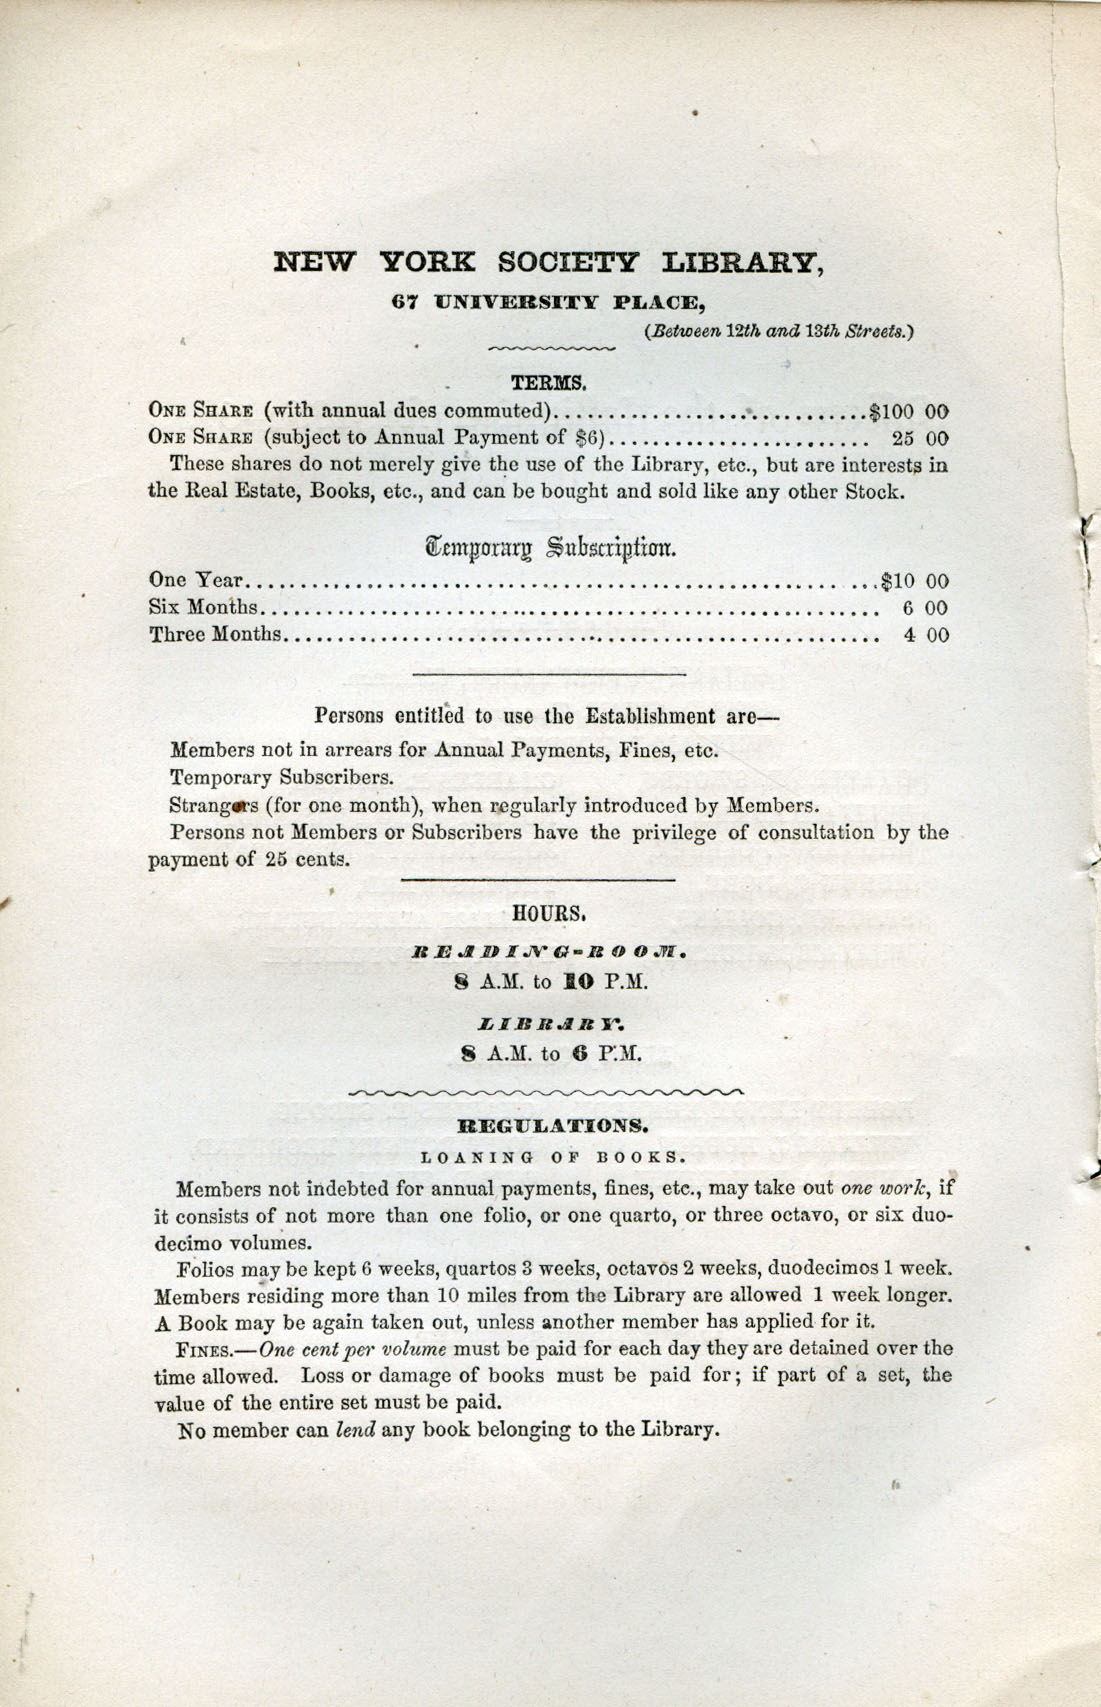 NEW YORK SOCIETY LIBRARY,
67 UNIVERSITY PLACE,
(Between 12th and 13th Streets.)
TERMS.
ONE SHARE (with annual dues commuted)............................$100 00
ONE SHARE (subject to Annual Payment of $6)........................ 25 00
These shares do not merely give the use of the Library, etc., but are interests in
the Real Estate, Books, etc., and can be bought and sold like any other Stock.
Temporary Subscription.
One Year.........................................................$10 00
Six Months........................................................ 6 00
Three Months...................................................... 4 00
Persons entitled to use the Establishment are—
Members not in arrears for Annual Payments, Fines, etc.
Temporary Subscribers.
Strangers (for one month), when regularly introduced by Members.
Persons not Members or Subscribers have the privilege of consultation by the
payment of 25 cents.
HOURS.
READING-ROOM.
8 A.M. to 10 P.M.
LIBRARY.
8 A.M. to 6 P.M.
REGULATIONS.
LOANING OF BOOKS.
Members not indebted for annual payments, fines, etc., may take out one work, if
it consists of not more than one folio, or one quarto, or three octavo, or six duo-
decimo volumes.
Folios may be kept 6 weeks, quartos 3 weeks, octavos 2 weeks, duodecimos 1 week.
Members residing more than 10 miles from the Library are allowed 1 week longer.
A Book may be again taken out, unless another member has applied for it.
FINES.—One cent per volume must be paid for each day they are detained over the
time allowed. Loss or damage of books must be paid for; if part of a set, the
value of the entire set must be paid.
No member can lend any book belonging to the Library.